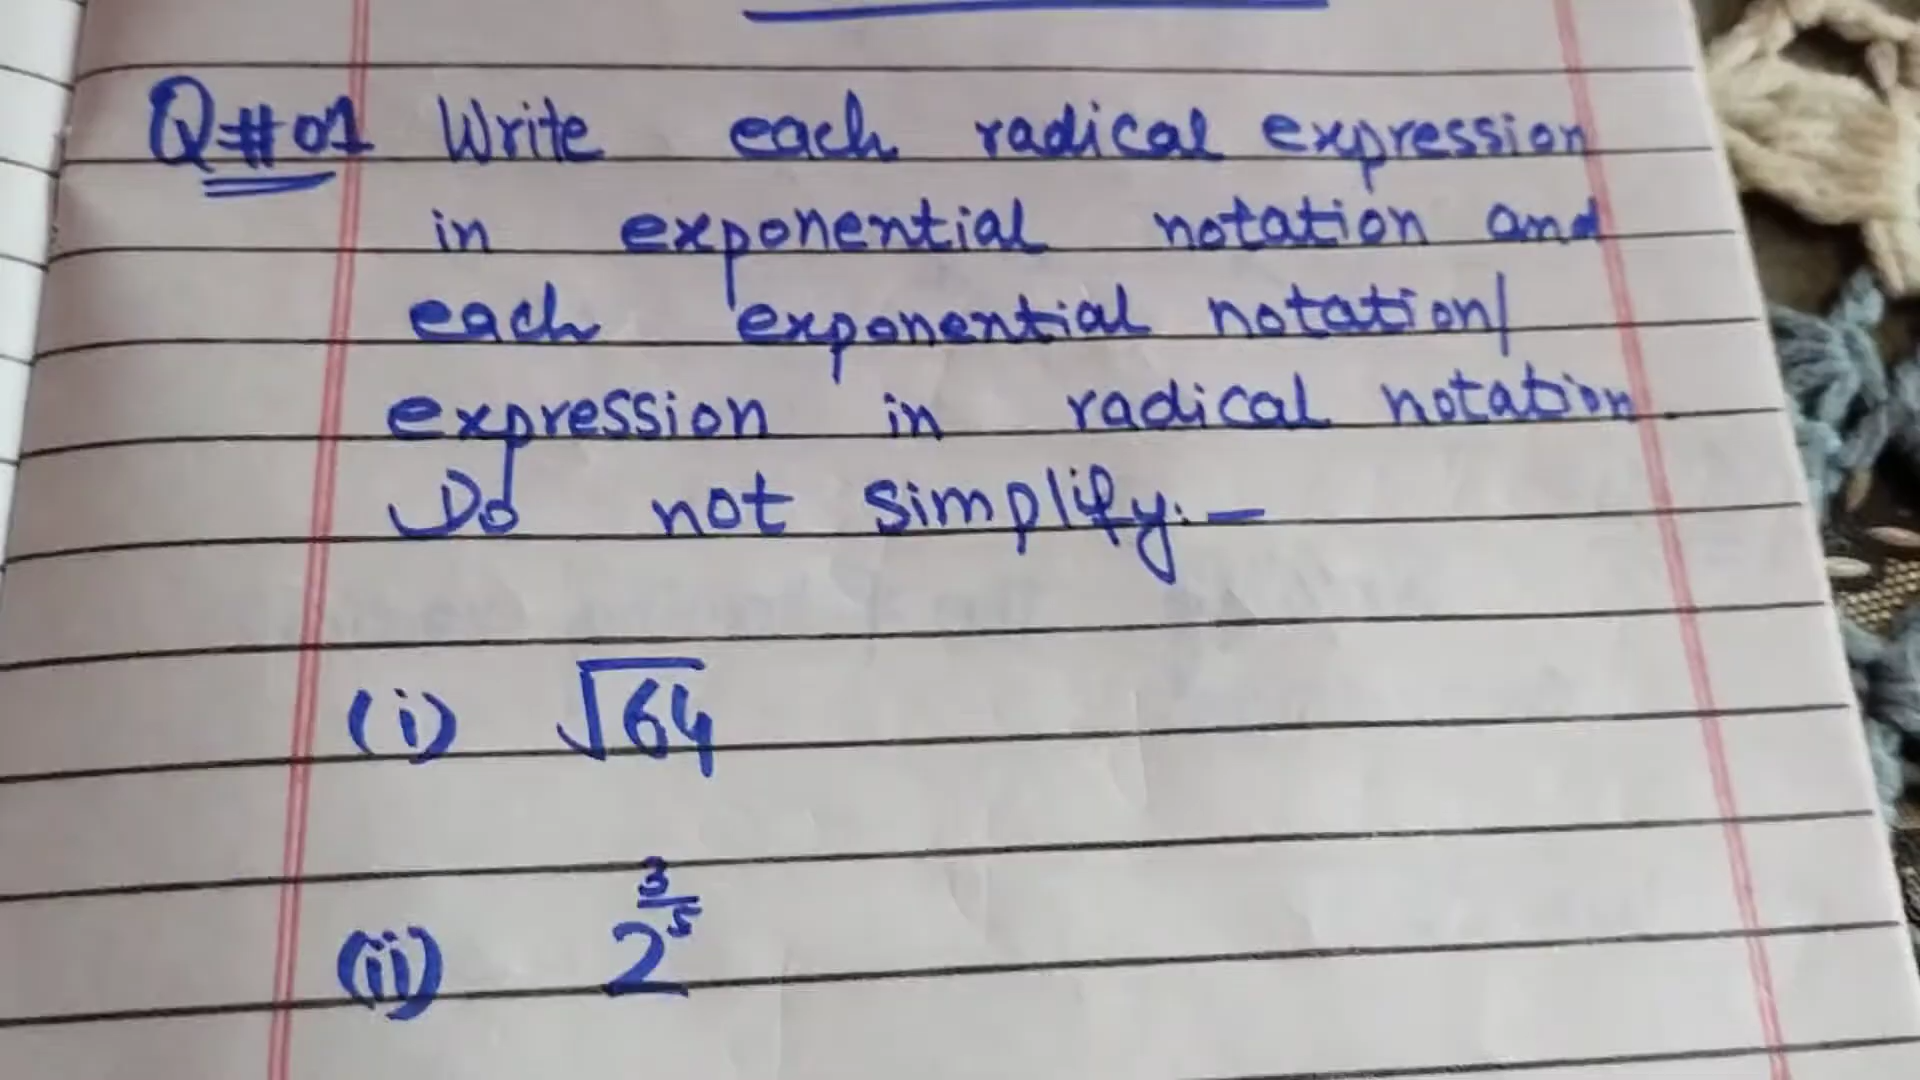 Q#01 Write each radical expression
in exponential notation and
each exponential notation/
expression in radical notation.
Do not simplify:-
(i) √64
(ii) 2^(3/5)